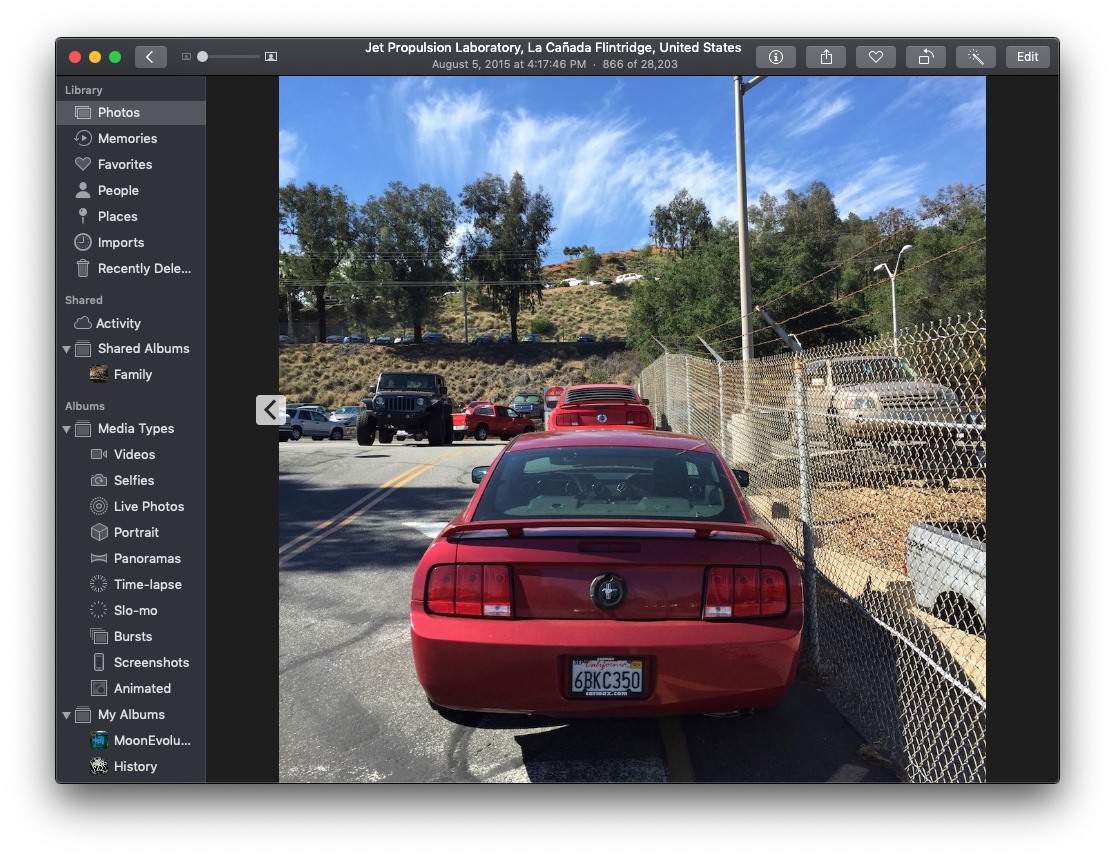 Jet Propulsion Laboratory, La Cañada Flintridge, United States
August 5, 2015 at 4:17:46 PM · 866 of 28,203
Edit
Library
Photos
Memories
Favorites
People
Places
Imports
Recently Dele...
Shared
Activity
Shared Albums
Family
Albums
Media Types
Videos
Selfies
Live Photos
Portrait
Panoramas
Time-lapse
Slo-mo
Bursts
Screenshots
Animated
My Albums
MoonEvolu...
History
California
6BKC350
carmax.com